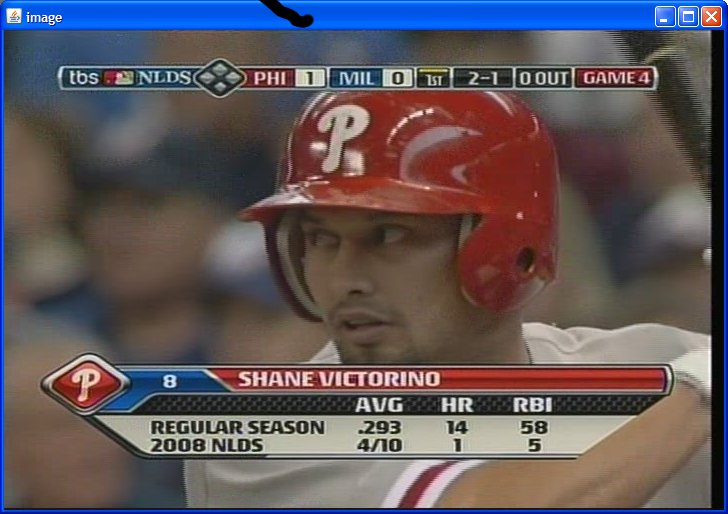 image
tbs NLDS PHI 1 MIL 0 1ST 2-1 0 OUT GAME 4
P
P 8 SHANE VICTORINO
AVG HR RBI
REGULAR SEASON .293 14 58
2008 NLDS 4/10 1 5